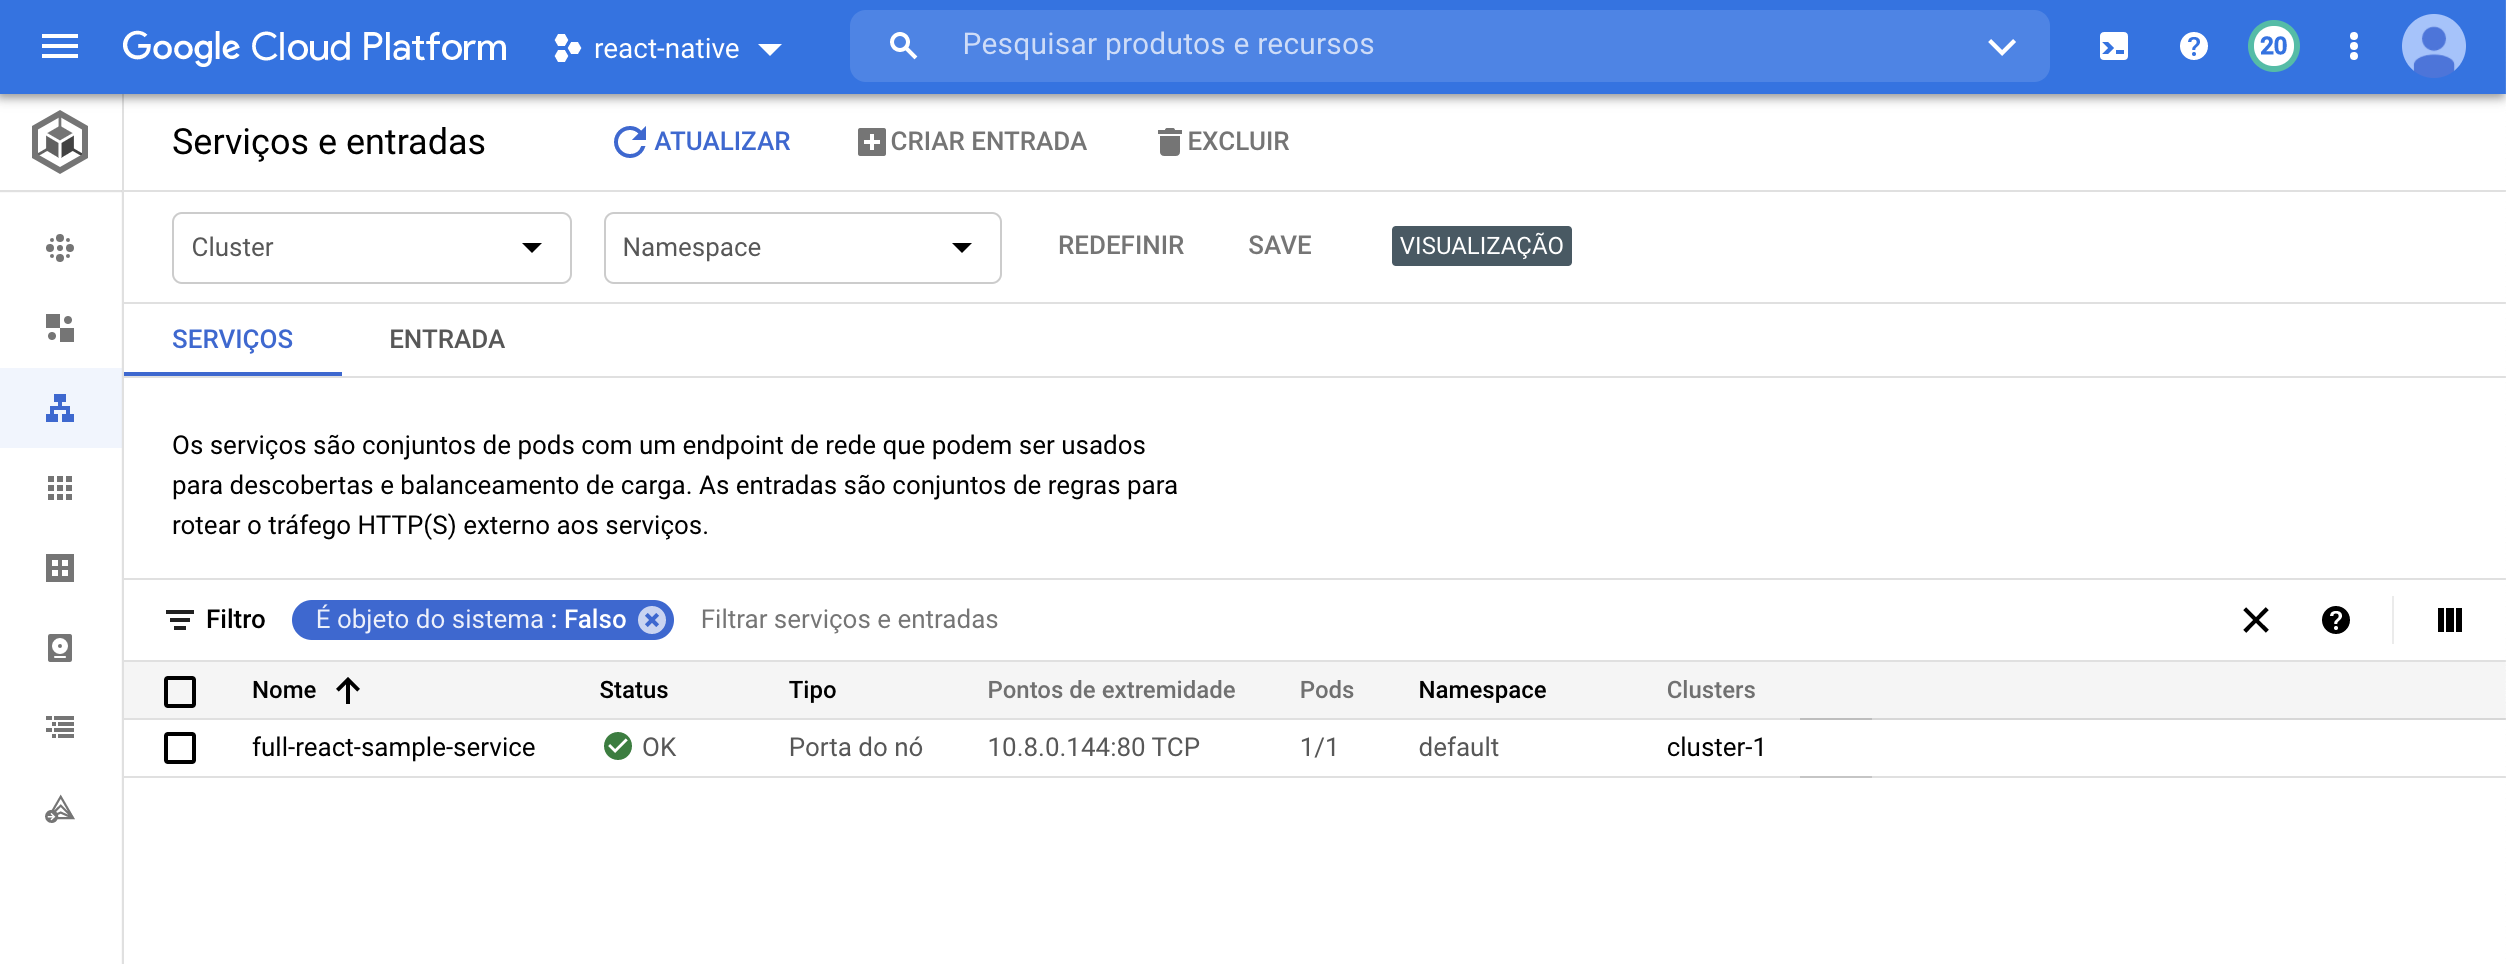 Google Cloud Platform
react-native
Pesquisar produtos e recursos
20
Serviços e entradas
ATUALIZAR
CRIAR ENTRADA
EXCLUIR
Cluster
Namespace
REDEFINIR
SAVE
VISUALIZAÇÃO
SERVIÇOS
ENTRADA
Os serviços são conjuntos de pods com um endpoint de rede que podem ser usados
para descobertas e balanceamento de carga. As entradas são conjuntos de regras para
rotear o tráfego HTTP(S) externo aos serviços.
Filtro
É objeto do sistema : Falso
Filtrar serviços e entradas
Nome Status Tipo Pontos de extremidade Pods Namespace Clusters
full-react-sample-service OK Porta do nó 10.8.0.144:80 TCP 1/1 default cluster-1